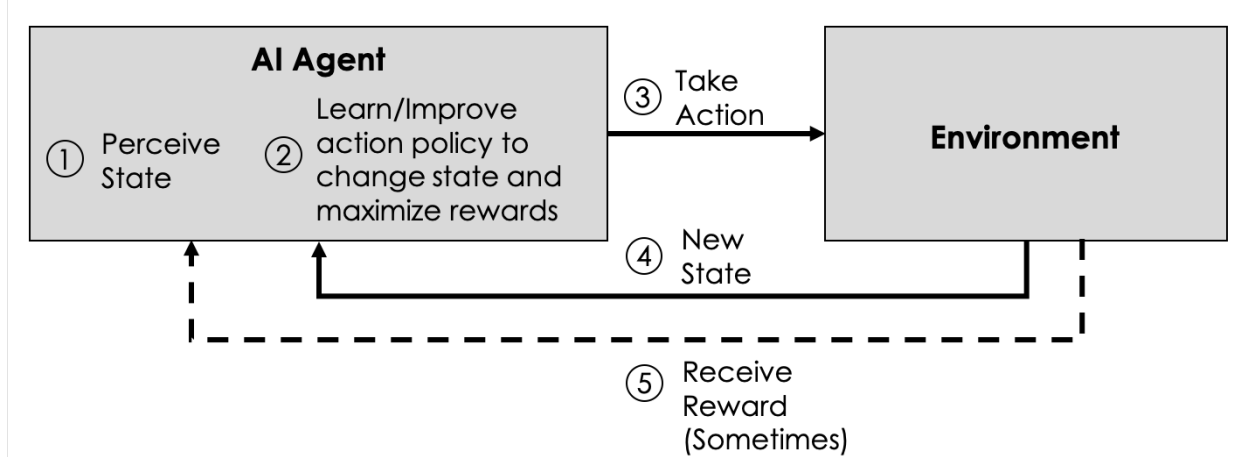 AI Agent
① Perceive
State
② Learn/Improve
action policy to
change state and
maximize rewards
③ Take
Action
Environment
④ New
State
⑤ Receive
Reward
(Sometimes)